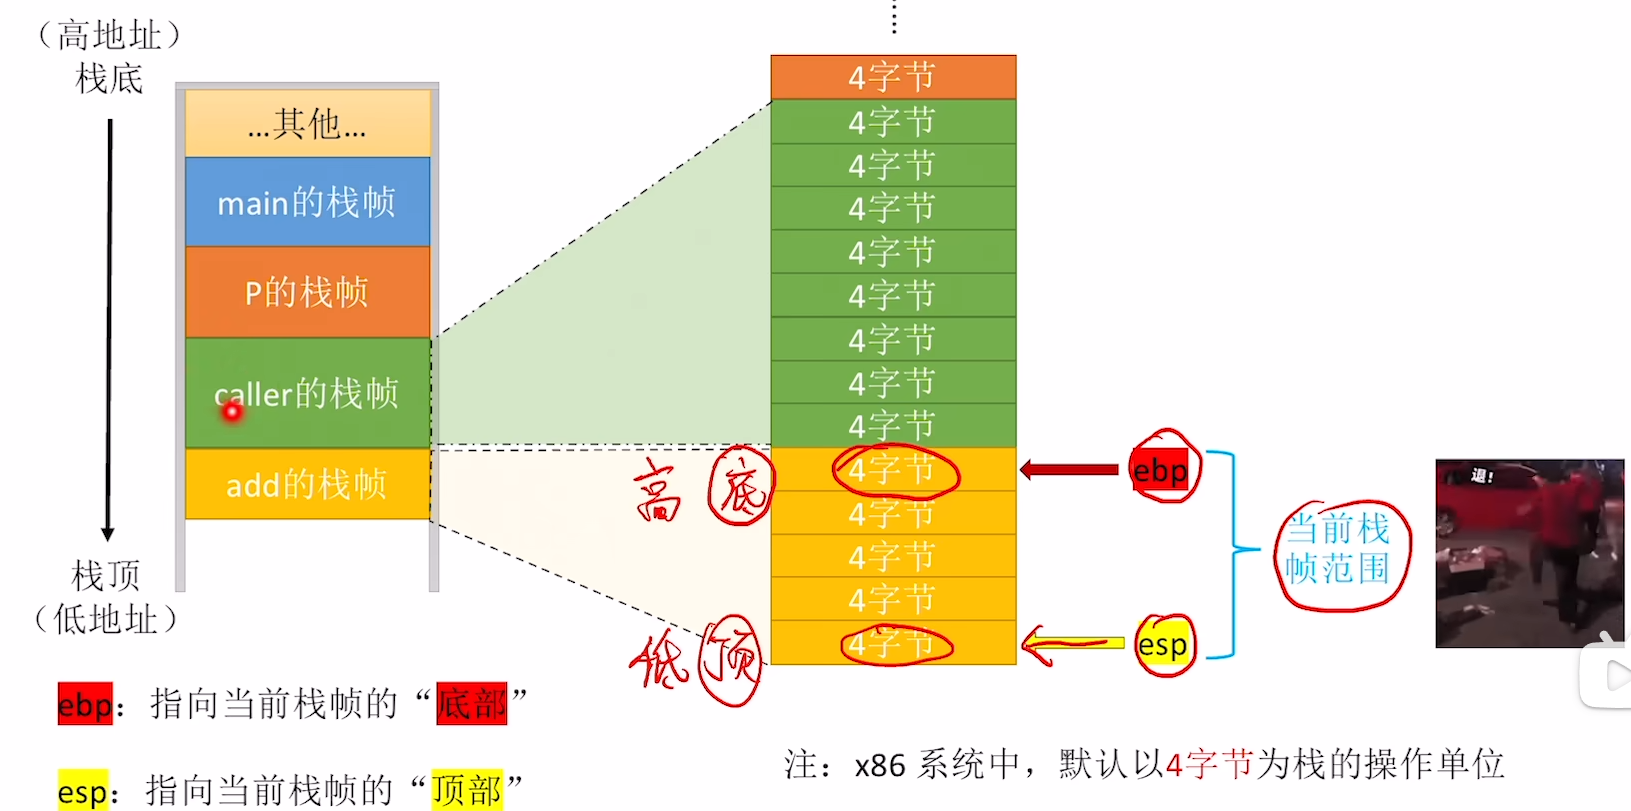 （高地址）
栈底
...其他...
main的栈帧
P的栈帧
caller的栈帧
add的栈帧
栈顶
（低地址）
4字节
4字节
4字节
4字节
4字节
4字节
4字节
4字节
4字节
4字节
4字节
4字节
4字节
4字节
高 底
低 顶
ebp
esp
当前栈
帧范围
退!
ebp：指向当前栈帧的“底部”
esp：指向当前栈帧的“顶部”
注：x86 系统中，默认以4字节为栈的操作单位